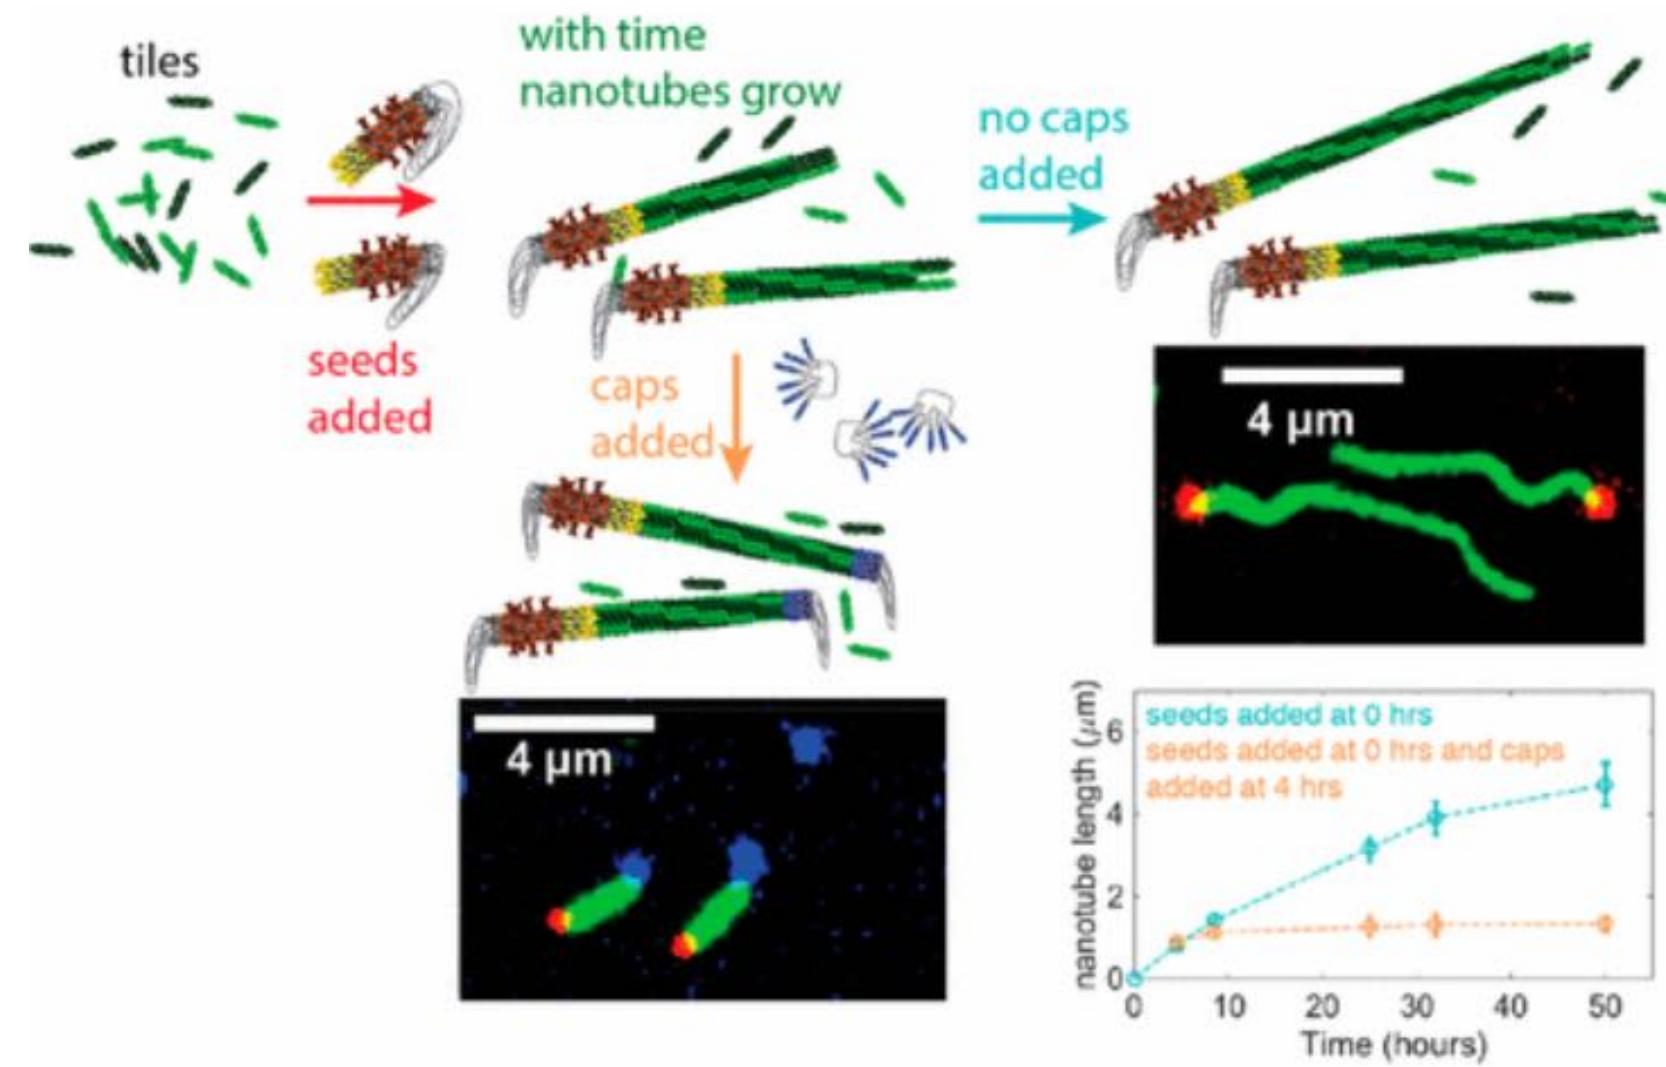 tiles
seeds
added
with time
nanotubes grow
no caps
added
caps
added
4 μm
4 μm
nanotube length (μm)
seeds added at 0 hrs
seeds added at 0 hrs and caps
added at 4 hrs
6
4
2
0
0 10 20 30 40 50
Time (hours)